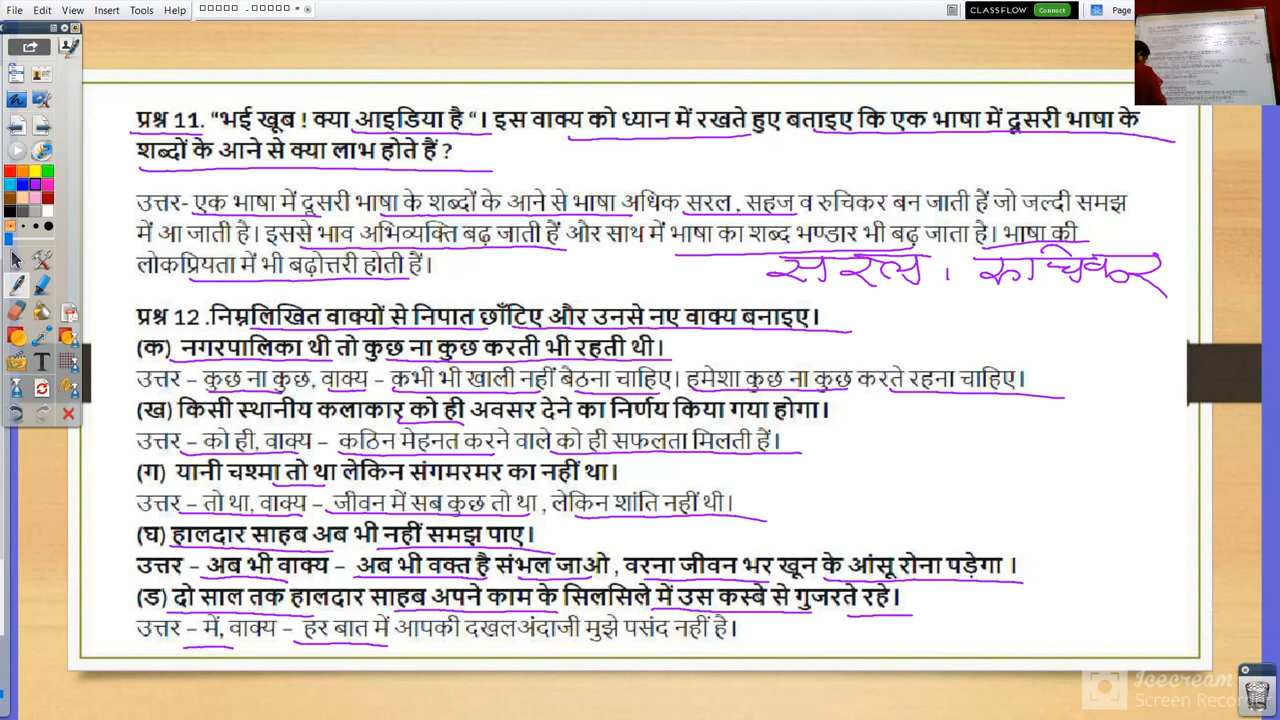 File Edit View Insert Tools Help
CLASSFLOW Connect Page
प्रश्न 11. “भई खूब ! क्या आइडिया है “। इस वाक्य को ध्यान में रखते हुए बताइए कि एक भाषा में दूसरी भाषा के
शब्दों के आने से क्या लाभ होते हैं ?
उत्तर- एक भाषा में दूसरी भाषा के शब्दों के आने से भाषा अधिक सरल , सहज व रुचिकर बन जाती हैं जो जल्दी समझ
में आ जाती है। इससे भाव अभिव्यक्ति बढ़ जाती हैं और साथ में भाषा का शब्द भण्डार भी बढ़ जाता है। भाषा की
लोकप्रियता में भी बढ़ोत्तरी होती हैं।
सरल , रुचिकर
प्रश्न 12 .निम्नलिखित वाक्यों से निपात छाँटिए और उनसे नए वाक्य बनाइए।
(क) नगरपालिका थी तो कुछ ना कुछ करती भी रहती थी।
उत्तर – कुछ ना कुछ, वाक्य – कभी भी खाली नहीं बैठना चाहिए। हमेशा कुछ ना कुछ करते रहना चाहिए।
(ख) किसी स्थानीय कलाकार को ही अवसर देने का निर्णय किया गया होगा।
उत्तर – को ही, वाक्य – कठिन मेहनत करने वाले को ही सफलता मिलती हैं।
(ग) यानी चश्मा तो था लेकिन संगमरमर का नहीं था।
उत्तर – तो था, वाक्य – जीवन में सब कुछ तो था , लेकिन शांति नहीं थी।
(घ) हालदार साहब अब भी नहीं समझ पाए।
उत्तर – अब भी वाक्य – अब भी वक्त है संभल जाओ , वरना जीवन भर खून के आंसू रोना पड़ेगा ।
(ड) दो साल तक हालदार साहब अपने काम के सिलसिले में उस कस्बे से गुजरते रहे।
उत्तर – में, वाक्य – हर बात में आपकी दखलअंदाजी मुझे पसंद नहीं है।
Icecream
Screen Recorder